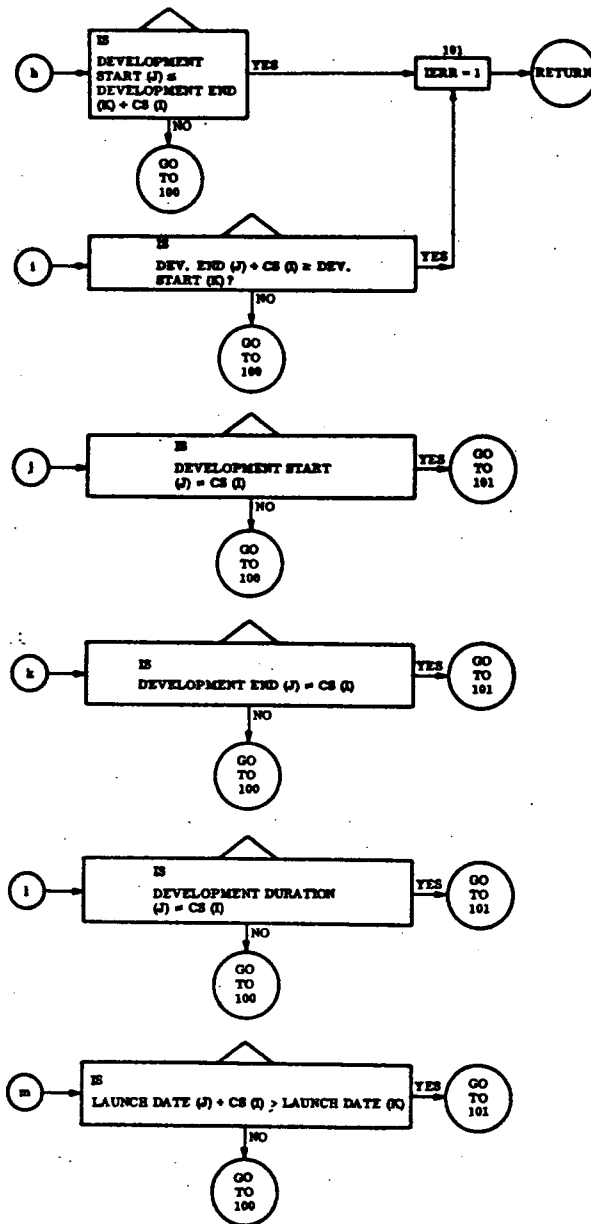 h
IS
DEVELOPMENT
START (J) ≤
DEVELOPMENT END
(K) + CS (I)
YES
101
IERR = 1
RETURN
NO
GO
TO
100
i
IS
DEV. END (J) + CS (I) ≥ DEV.
START (K)?
YES
NO
GO
TO
100
j
IS
DEVELOPMENT START
(J) ≠ CS (I)
YES
GO
TO
101
NO
GO
TO
100
k
IS
DEVELOPMENT END (J) ≠ CS (I)
YES
GO
TO
101
NO
GO
TO
100
l
IS
DEVELOPMENT DURATION
(J) ≠ CS (I)
YES
GO
TO
101
NO
GO
TO
100
m
IS
LAUNCH DATE (J) + CS (I) > LAUNCH DATE (K)
YES
GO
TO
101
NO
GO
TO
100